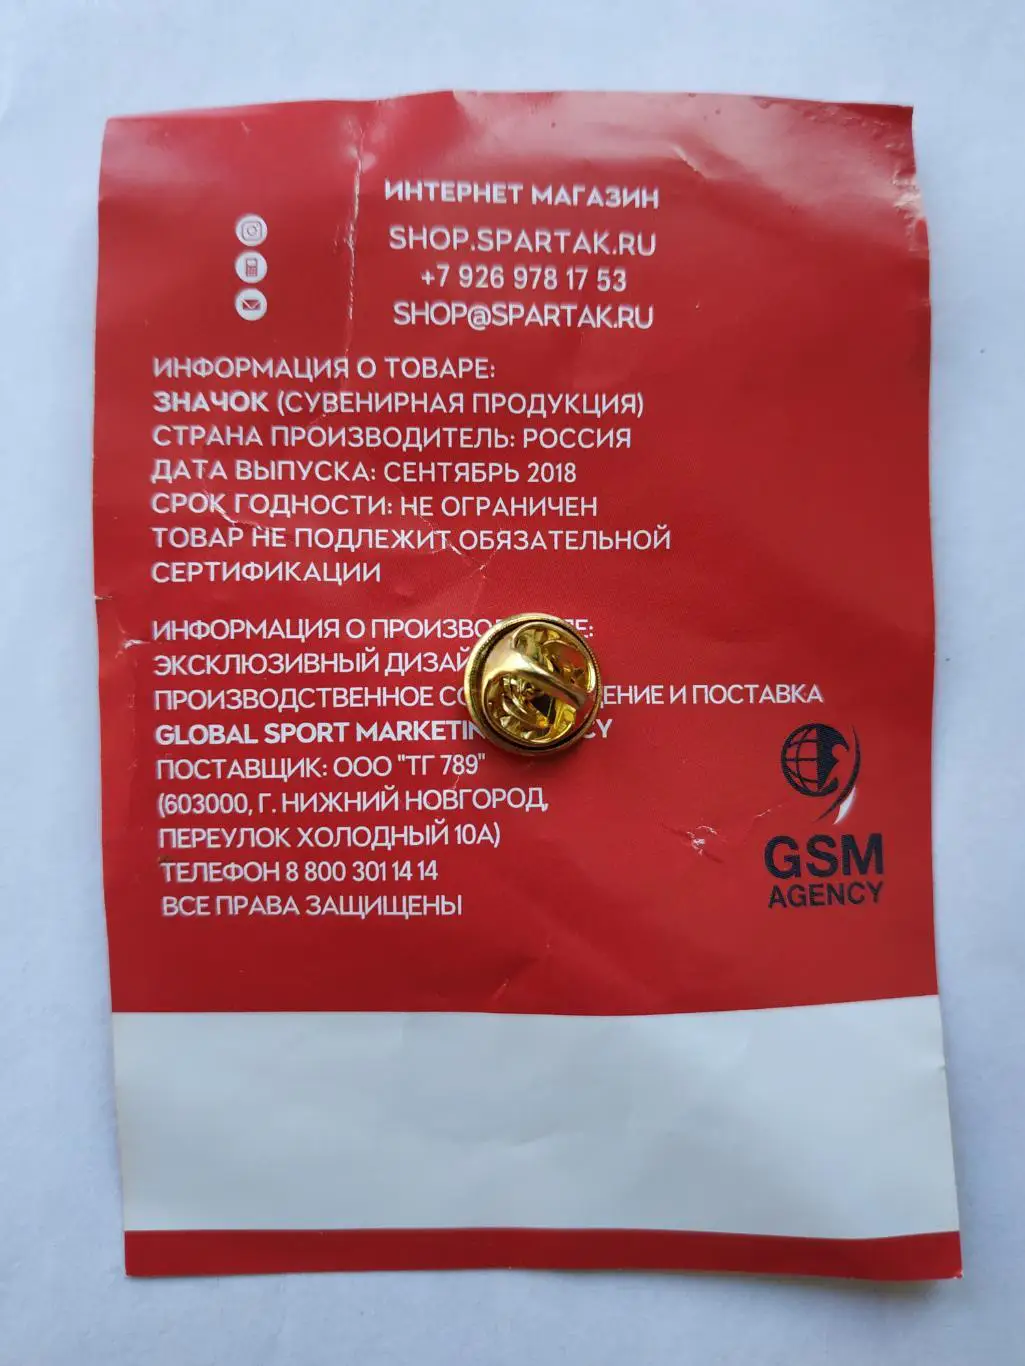 ИНТЕРНЕТ МАГАЗИН
SHOP.SPARTAK.RU
+7 926 978 17 53
SHOP@SPARTAK.RU
ИНФОРМАЦИЯ О ТОВАРЕ:
ЗНАЧОК (СУВЕНИРНАЯ ПРОДУКЦИЯ)
СТРАНА ПРОИЗВОДИТЕЛЬ: РОССИЯ
ДАТА ВЫПУСКА: СЕНТЯБРЬ 2018
СРОК ГОДНОСТИ: НЕ ОГРАНИЧЕН
ТОВАР НЕ ПОДЛЕЖИТ ОБЯЗАТЕЛЬНОЙ
СЕРТИФИКАЦИИ
ИНФОРМАЦИЯ О
ЭКСКЛЮЗИВНЫЙ
ПРОИЗВОДСТВЕННОЕ И ПОСТАВКА
GLOBAL SPORT
ПОСТАВЩИК: ООО "ТГ 789"
(603000, Г. НИЖНИЙ НОВГОРОД,
ПЕРЕУЛОК ХОЛОДНЫЙ 10А)
ТЕЛЕФОН 8 800 301 14 14
ВСЕ ПРАВА ЗАЩИЩЕНЫ
GSM
AGENCY